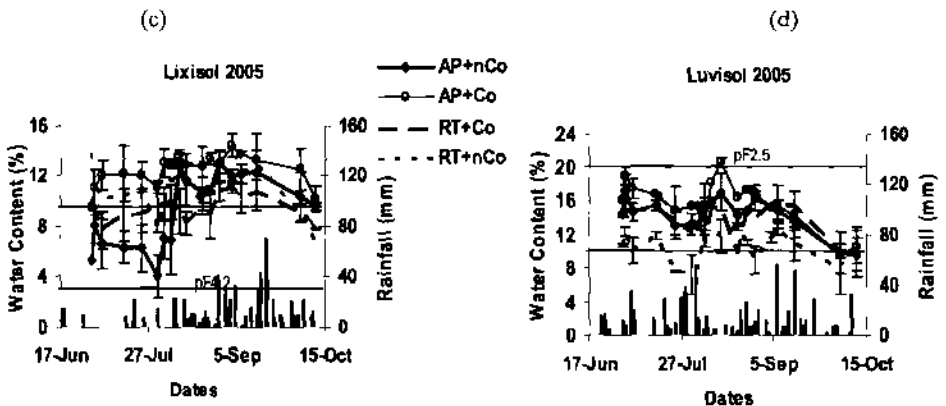 (c)
(d)
Lixisol 2005
AP+nCo
AP+Co
RT+Co
RT+nCo
Luvisol 2005
16
12
8
4
0
Water Content (%)
160
120
80
40
0
Rainfall (mm)
pF4.2
17-Jun
27-Jul
5-Sep
15-Oct
Dates
24
20
16
12
8
4
0
Water Content (%)
160
120
80
40
0
Rainfall (mm)
pF2.5
17-Jun
27-Jul
5-Sep
15-Oct
Dates